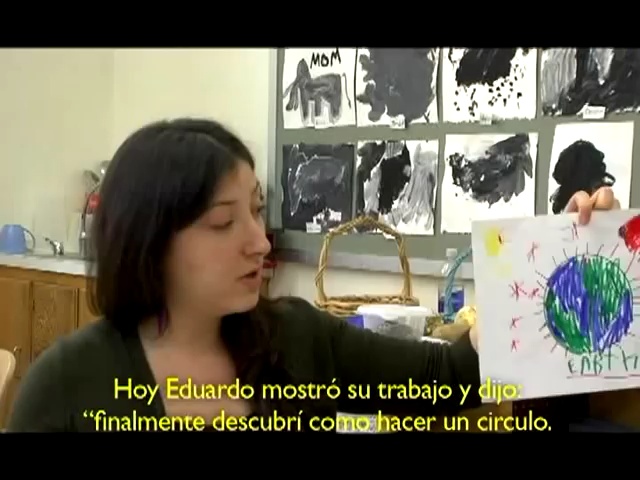 MOM
EARTH
Hoy Eduardo mostró su trabajo y dijo:
“finalmente descubrí como hacer un circulo.